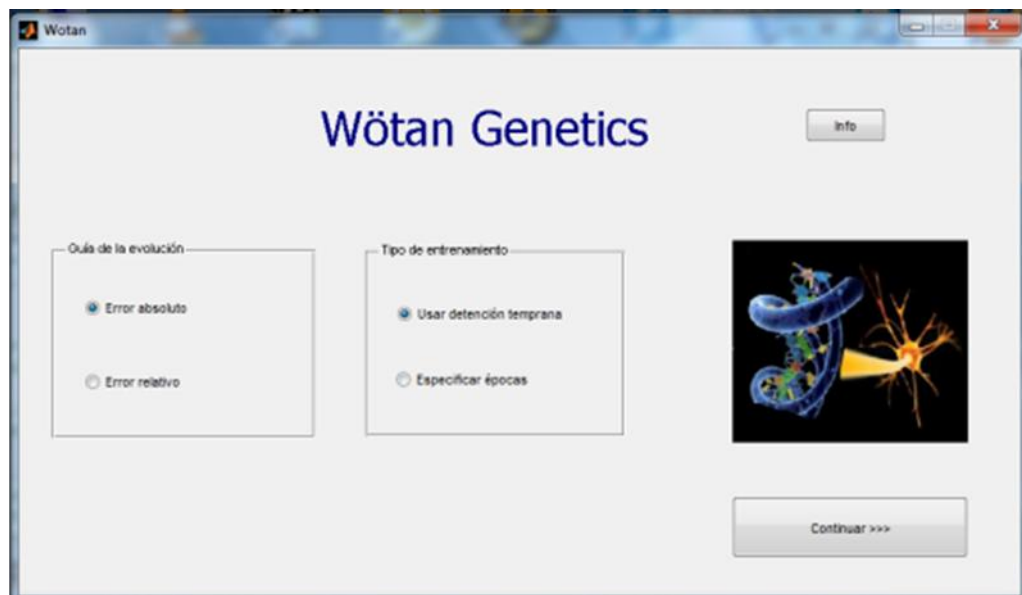 Wotan
Wötan Genetics
Info
Guía de la evolución
Error absoluto
Error relativo
Tipo de entrenamiento
Usar detención temprana
Especificar épocas
Continuar >>>